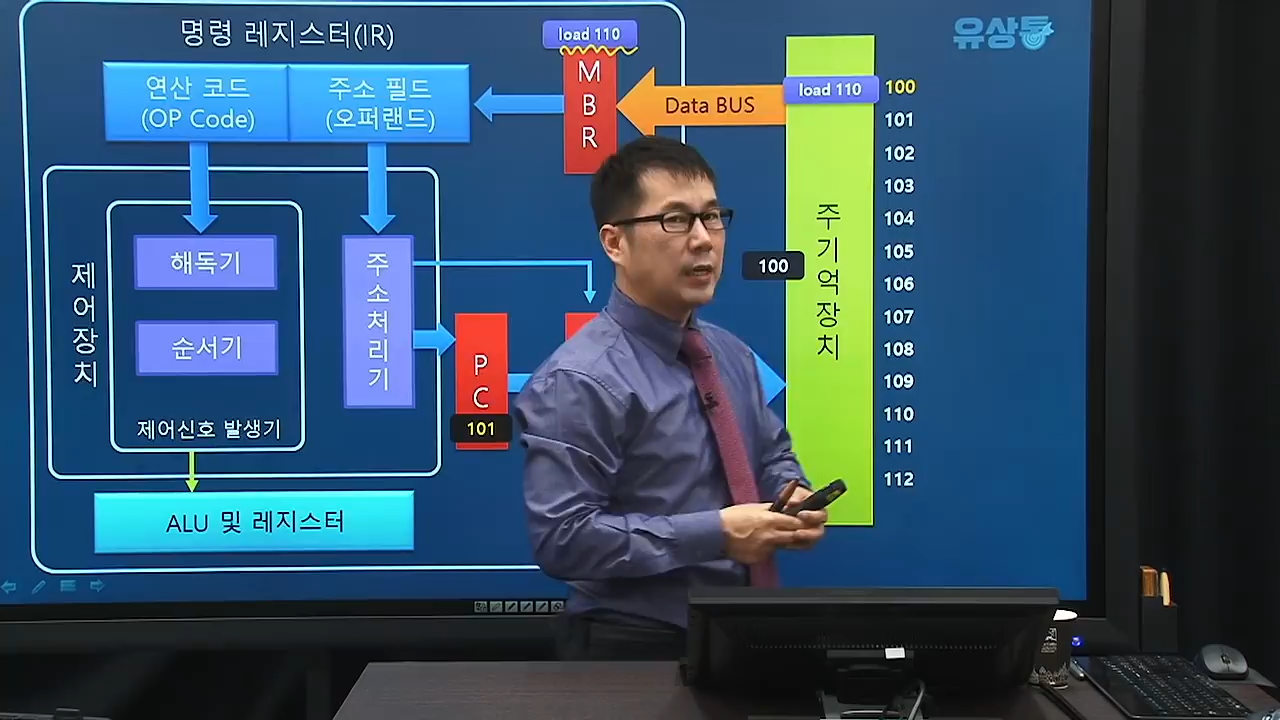 명령 레지스터(IR)
load 110
유상통
연산 코드
(OP Code)
주소 필드
(오퍼랜드)
MBR
Data BUS
load 110
100
101
102
103
104
105
106
107
108
109
110
111
112
주기억장치
100
제어장치
해독기
순서기
제어신호 발생기
주소처리기
PC
101
ALU 및 레지스터